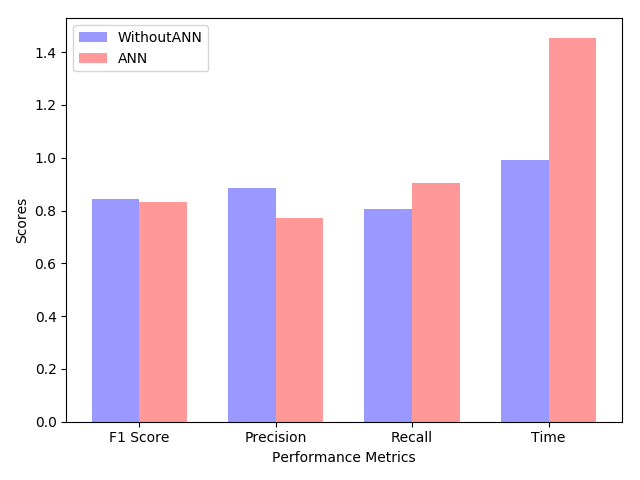 WithoutANN
ANN
1.4
1.2
1.0
0.8
0.6
0.4
0.2
0.0
Scores
F1 Score Precision Recall Time
Performance Metrics